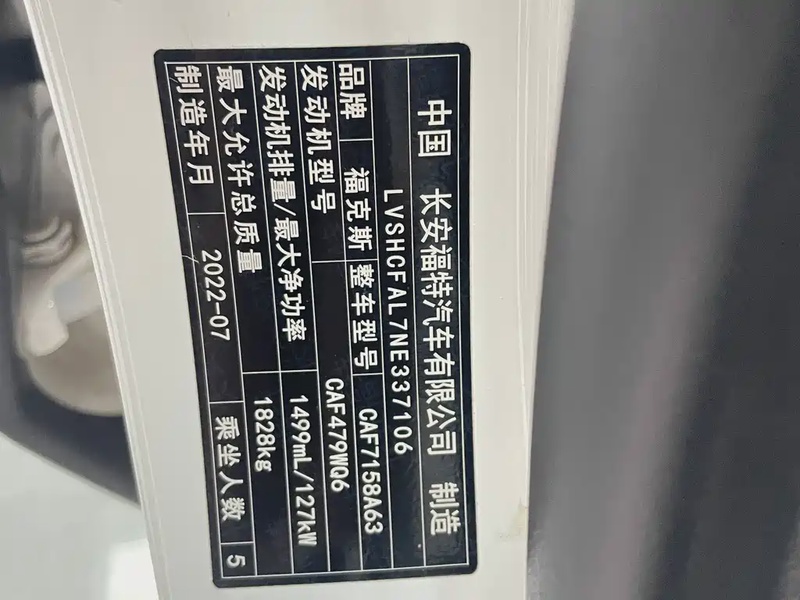 中国 长安福特汽车有限公司 制造
LVSHCFAL7NE337106
品牌 福克斯 整车型号 CAF7158A63
发动机型号 CAF479WQ6
发动机排量/最大净功率 1499mL/127kW
最大允许总质量 1828kg
制造年月 2022-07 乘坐人数 5